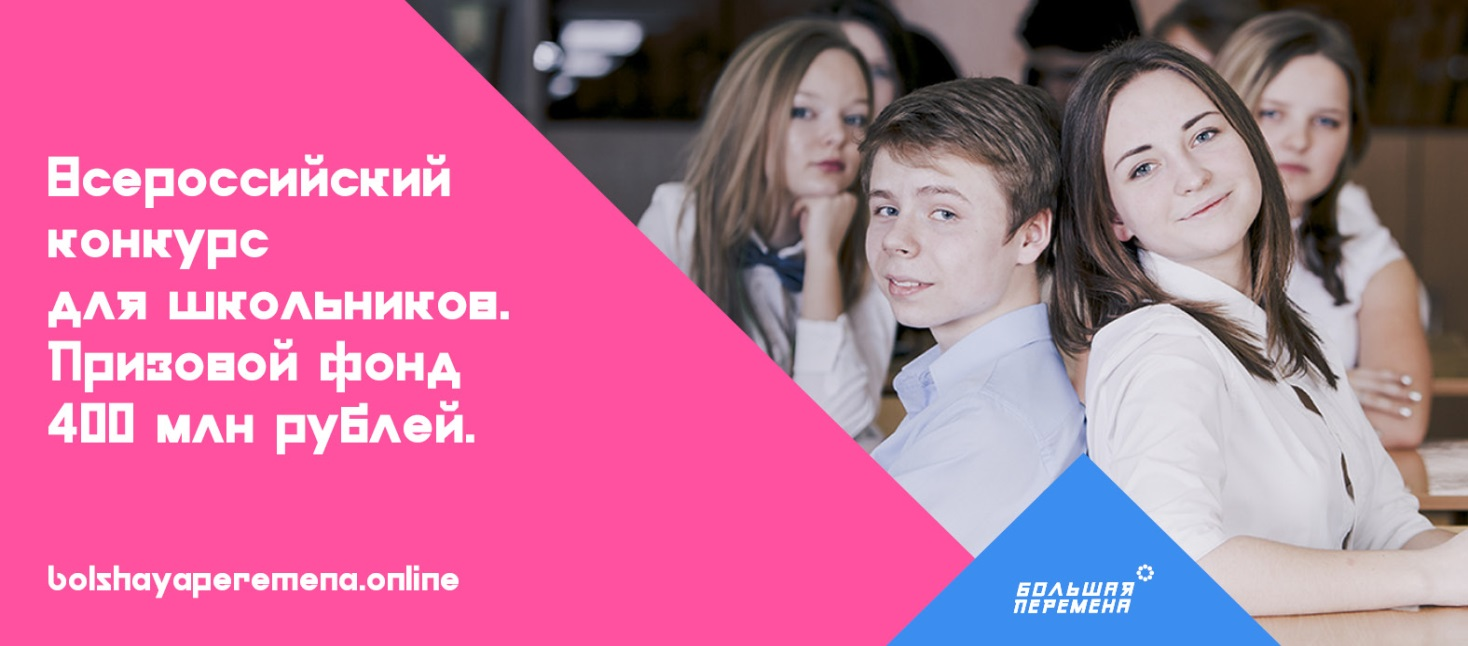 Всероссийский
конкурс
для школьников.
Призовой фонд
400 млн рублей.
bolshayaperemena.online
БОЛЬШАЯ
ПЕРЕМЕНА